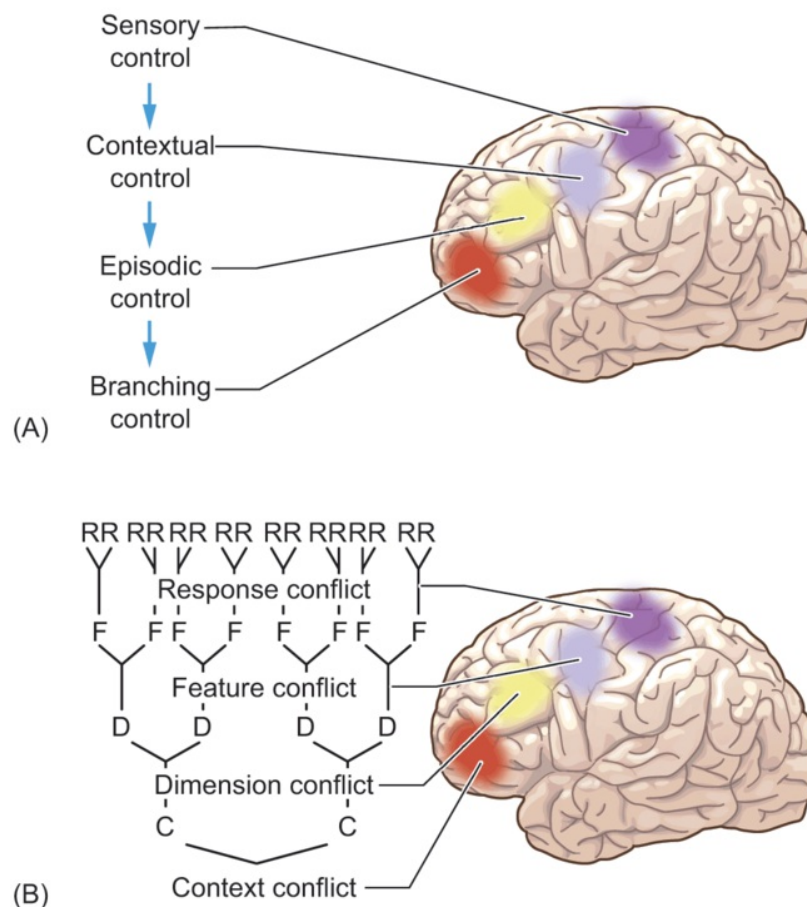 Sensory
control
Contextual
control
Episodic
control
Branching
control
(A)
RR RR RR RR RR RR RR RR
Response conflict
F F F F F F F F
Feature conflict
D D D D
Dimension conflict
C C
Context conflict
(B)